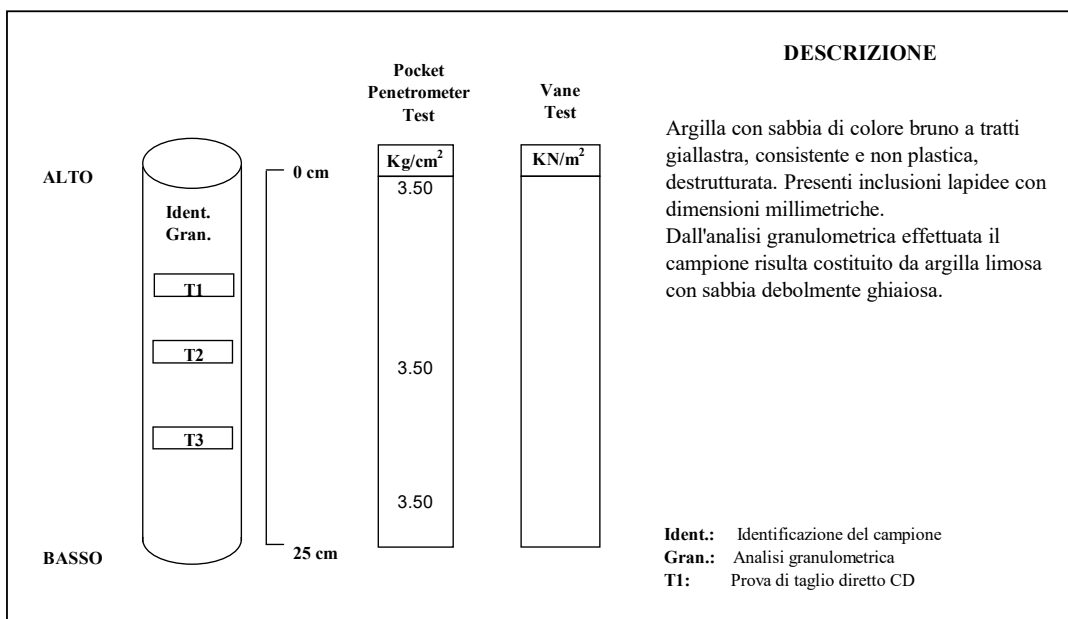 DESCRIZIONE
Pocket
Penetrometer
Test
Vane
Test
Argilla con sabbia di colore bruno a tratti
giallastra, consistente e non plastica,
destrutturata. Presenti inclusioni lapidee con
dimensioni millimetriche.
Dall'analisi granulometrica effettuata il
campione risulta costituito da argilla limosa
con sabbia debolmente ghiaiosa.
ALTO
0 cm
Kg/cm²
KN/m²
3.50
Ident.
Gran.
T1
T2
3.50
T3
3.50
BASSO
25 cm
Ident.: Identificazione del campione
Gran.: Analisi granulometrica
T1: Prova di taglio diretto CD